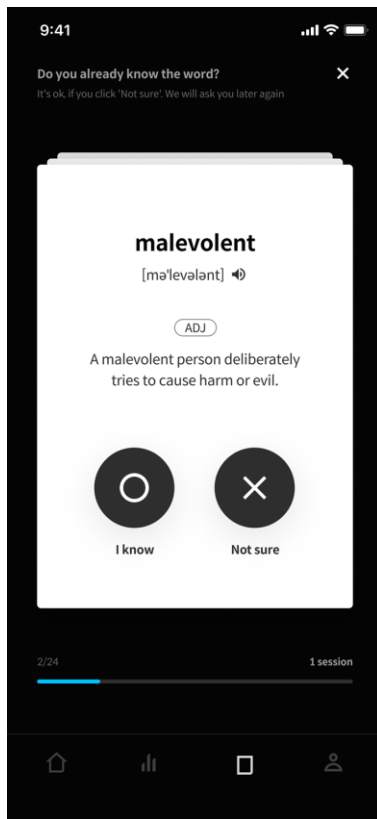 9:41
Do you already know the word?
It's ok, if you click 'Not sure'. We will ask you later again
malevolent
[mə'levələnt]
ADJ
A malevolent person deliberately
tries to cause harm or evil.
I know
Not sure
2/24
1 session